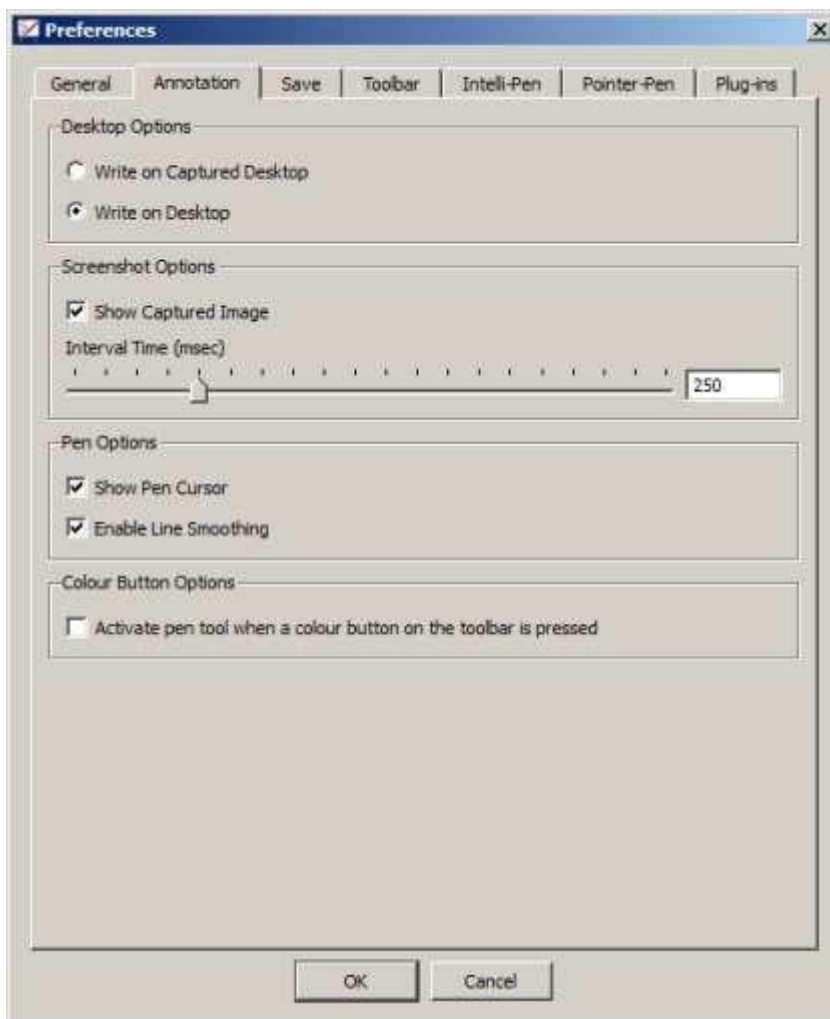 Preferences
General Annotation Save Toolbar Intelli-Pen Pointer-Pen Plug-ins
Desktop Options
Write on Captured Desktop
Write on Desktop
Screenshot Options
Show Captured Image
Interval Time (msec)
250
Pen Options
Show Pen Cursor
Enable Line Smoothing
Colour Button Options
Activate pen tool when a colour button on the toolbar is pressed
OK Cancel